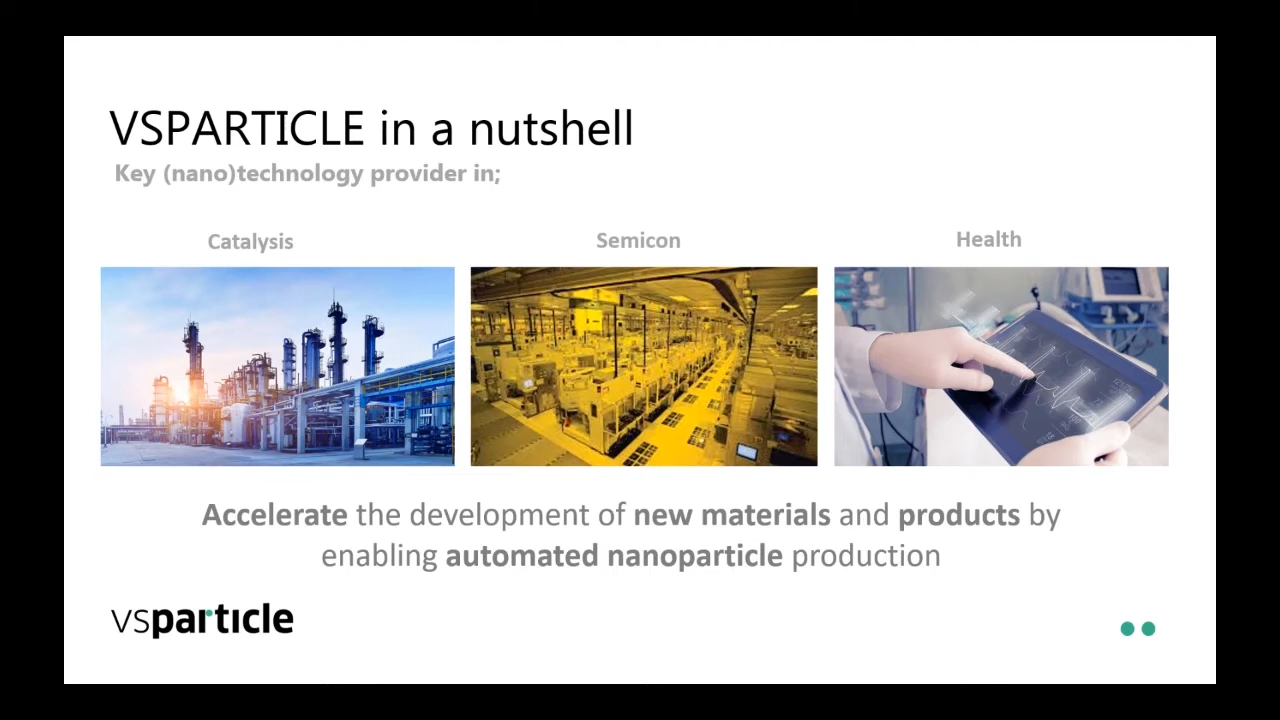 VSPARTICLE in a nutshell
Key (nano)technology provider in;
Catalysis
Semicon
Health
Accelerate the development of new materials and products by
enabling automated nanoparticle production
vsparticle